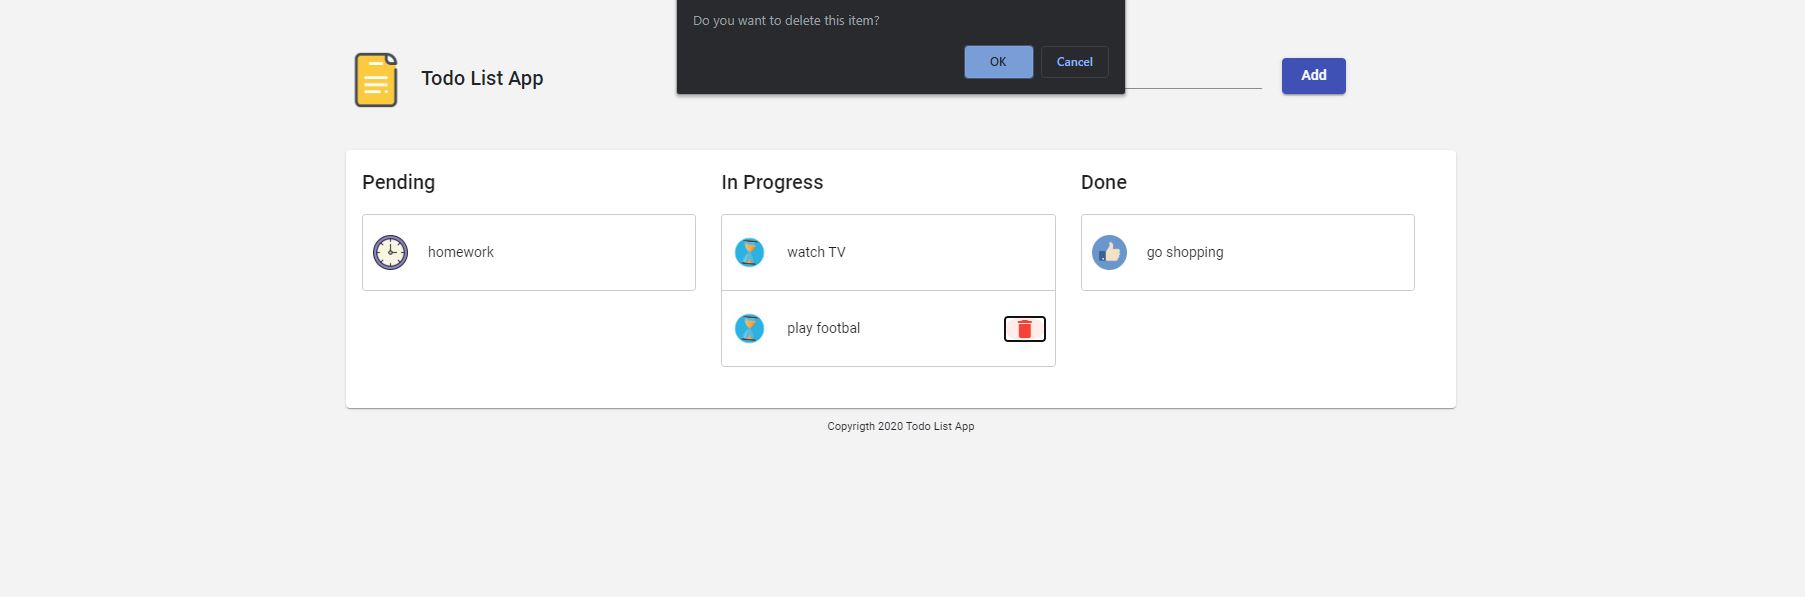 Do you want to delete this item?
OK
Cancel
Todo List App
Add
Pending
In Progress
Done
homework
watch TV
go shopping
play footbal
Copyrigth 2020 Todo List App